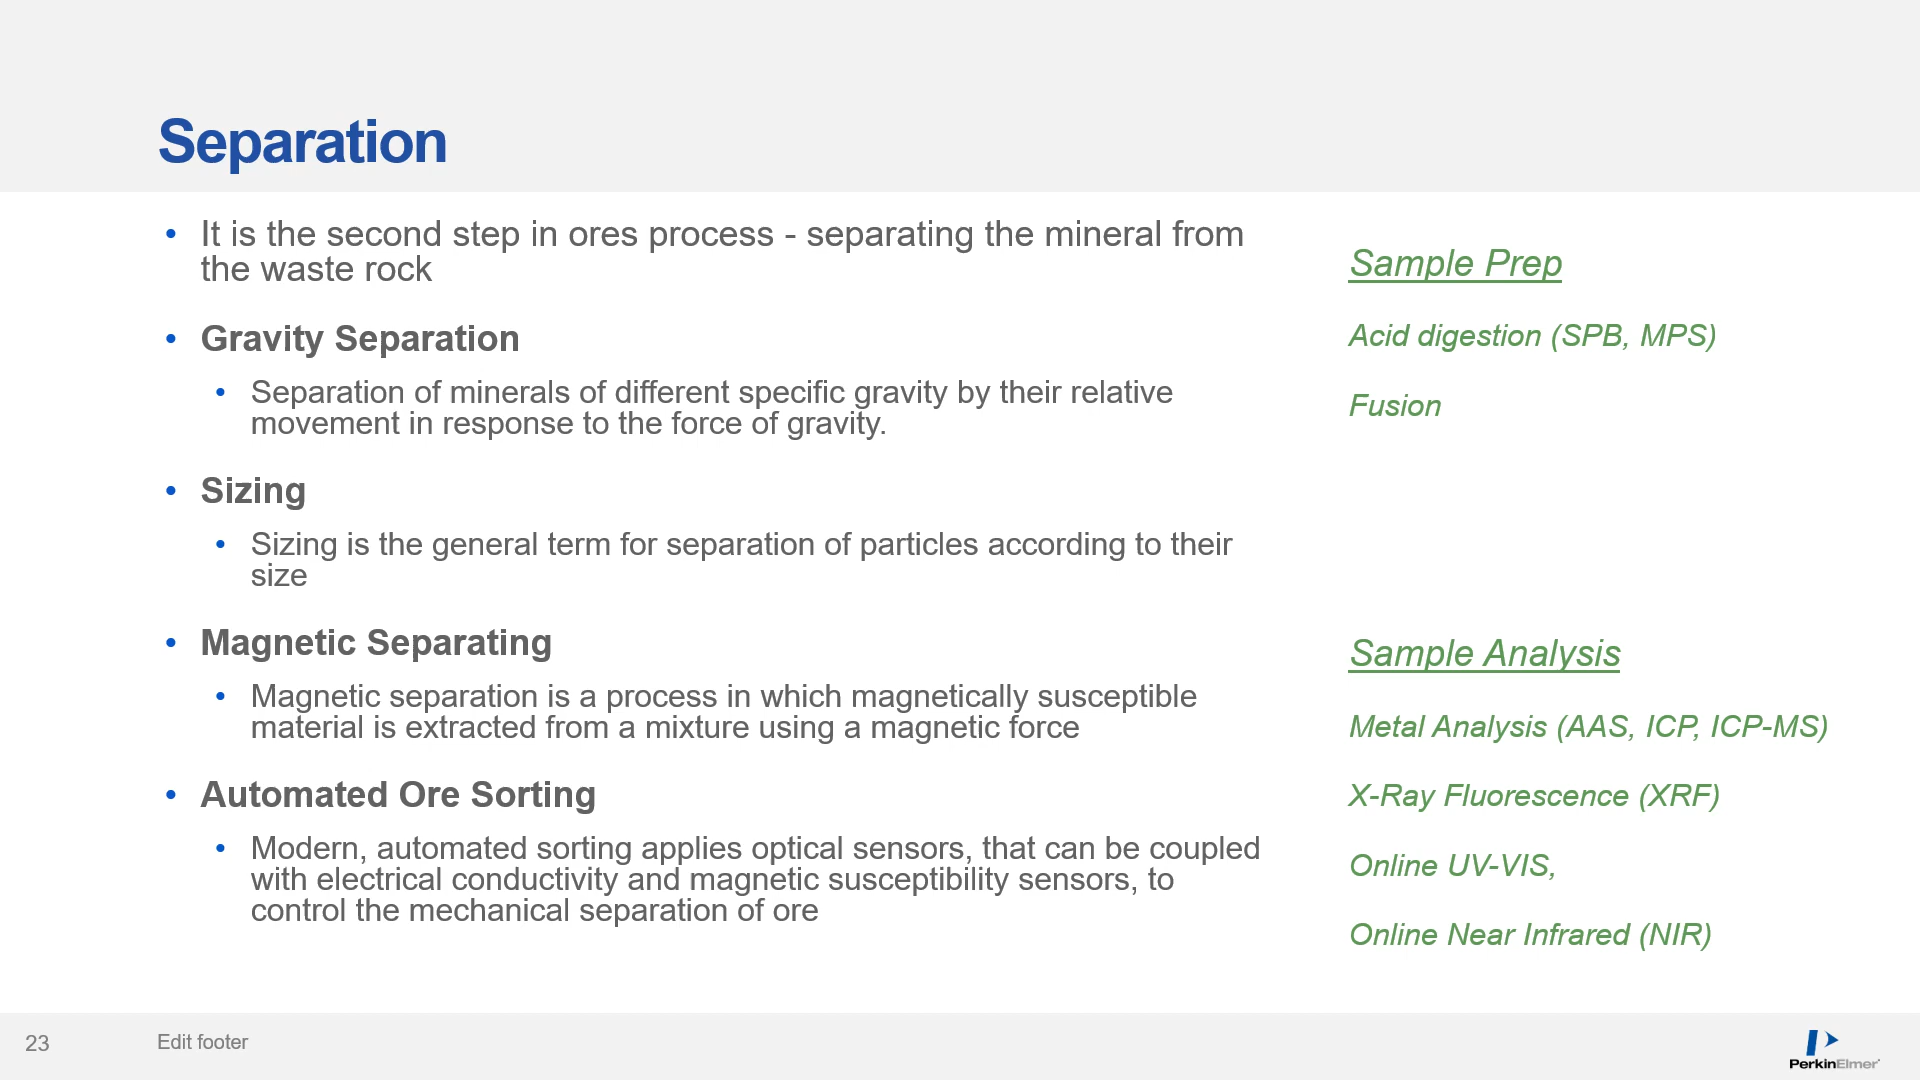 Separation
• It is the second step in ores process - separating the mineral from
the waste rock
• Gravity Separation
• Separation of minerals of different specific gravity by their relative
movement in response to the force of gravity.
• Sizing
• Sizing is the general term for separation of particles according to their
size
• Magnetic Separating
• Magnetic separation is a process in which magnetically susceptible
material is extracted from a mixture using a magnetic force
• Automated Ore Sorting
• Modern, automated sorting applies optical sensors, that can be coupled
with electrical conductivity and magnetic susceptibility sensors, to
control the mechanical separation of ore
Sample Prep
Acid digestion (SPB, MPS)
Fusion
Sample Analysis
Metal Analysis (AAS, ICP, ICP-MS)
X-Ray Fluorescence (XRF)
Online UV-VIS,
Online Near Infrared (NIR)
23
Edit footer
PerkinElmer